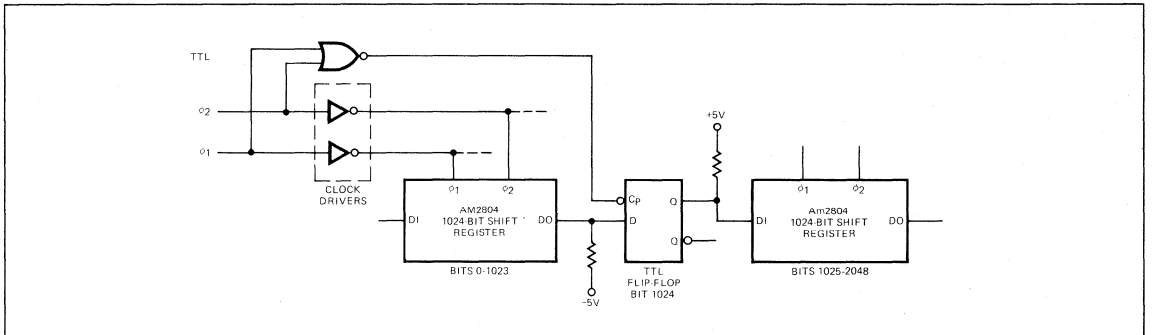 TTL
φ2
φ1
CLOCK
DRIVERS
+5V
φ1
φ2
DI
AM2804
1024-BIT SHIFT
REGISTER
DO
BITS 0-1023
-5V
CP
Q
D
Q
TTL
FLIP-FLOP
BIT 1024
φ1
φ2
DI
Am2804
1024-BIT SHIFT
REGISTER
DO
BITS 1025-2048